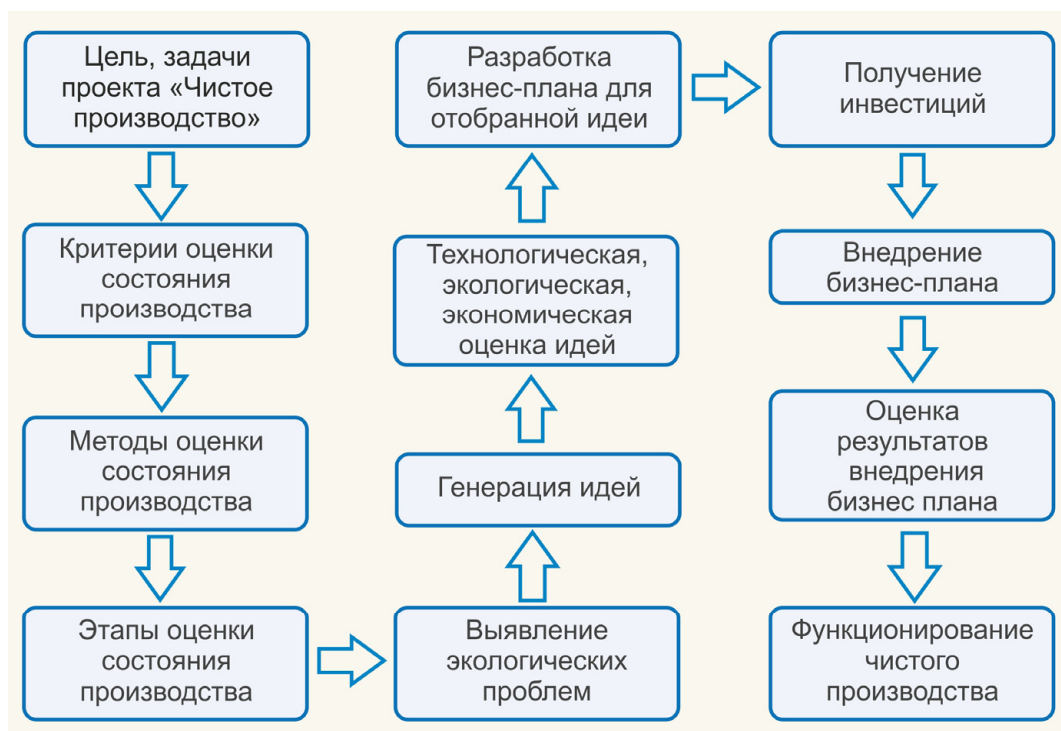 Цель, задачи
проекта «Чистое
производство»
Критерии оценки
состояния
производства
Методы оценки
состояния
производства
Этапы оценки
состояния
производства
Выявление
экологических
проблем
Генерация идей
Технологическая,
экологическая,
экономическая
оценка идей
Разработка
бизнес-плана для
отобранной идеи
Получение
инвестиций
Внедрение
бизнес-плана
Оценка
результатов
внедрения
бизнес плана
Функционирование
чистого
производства